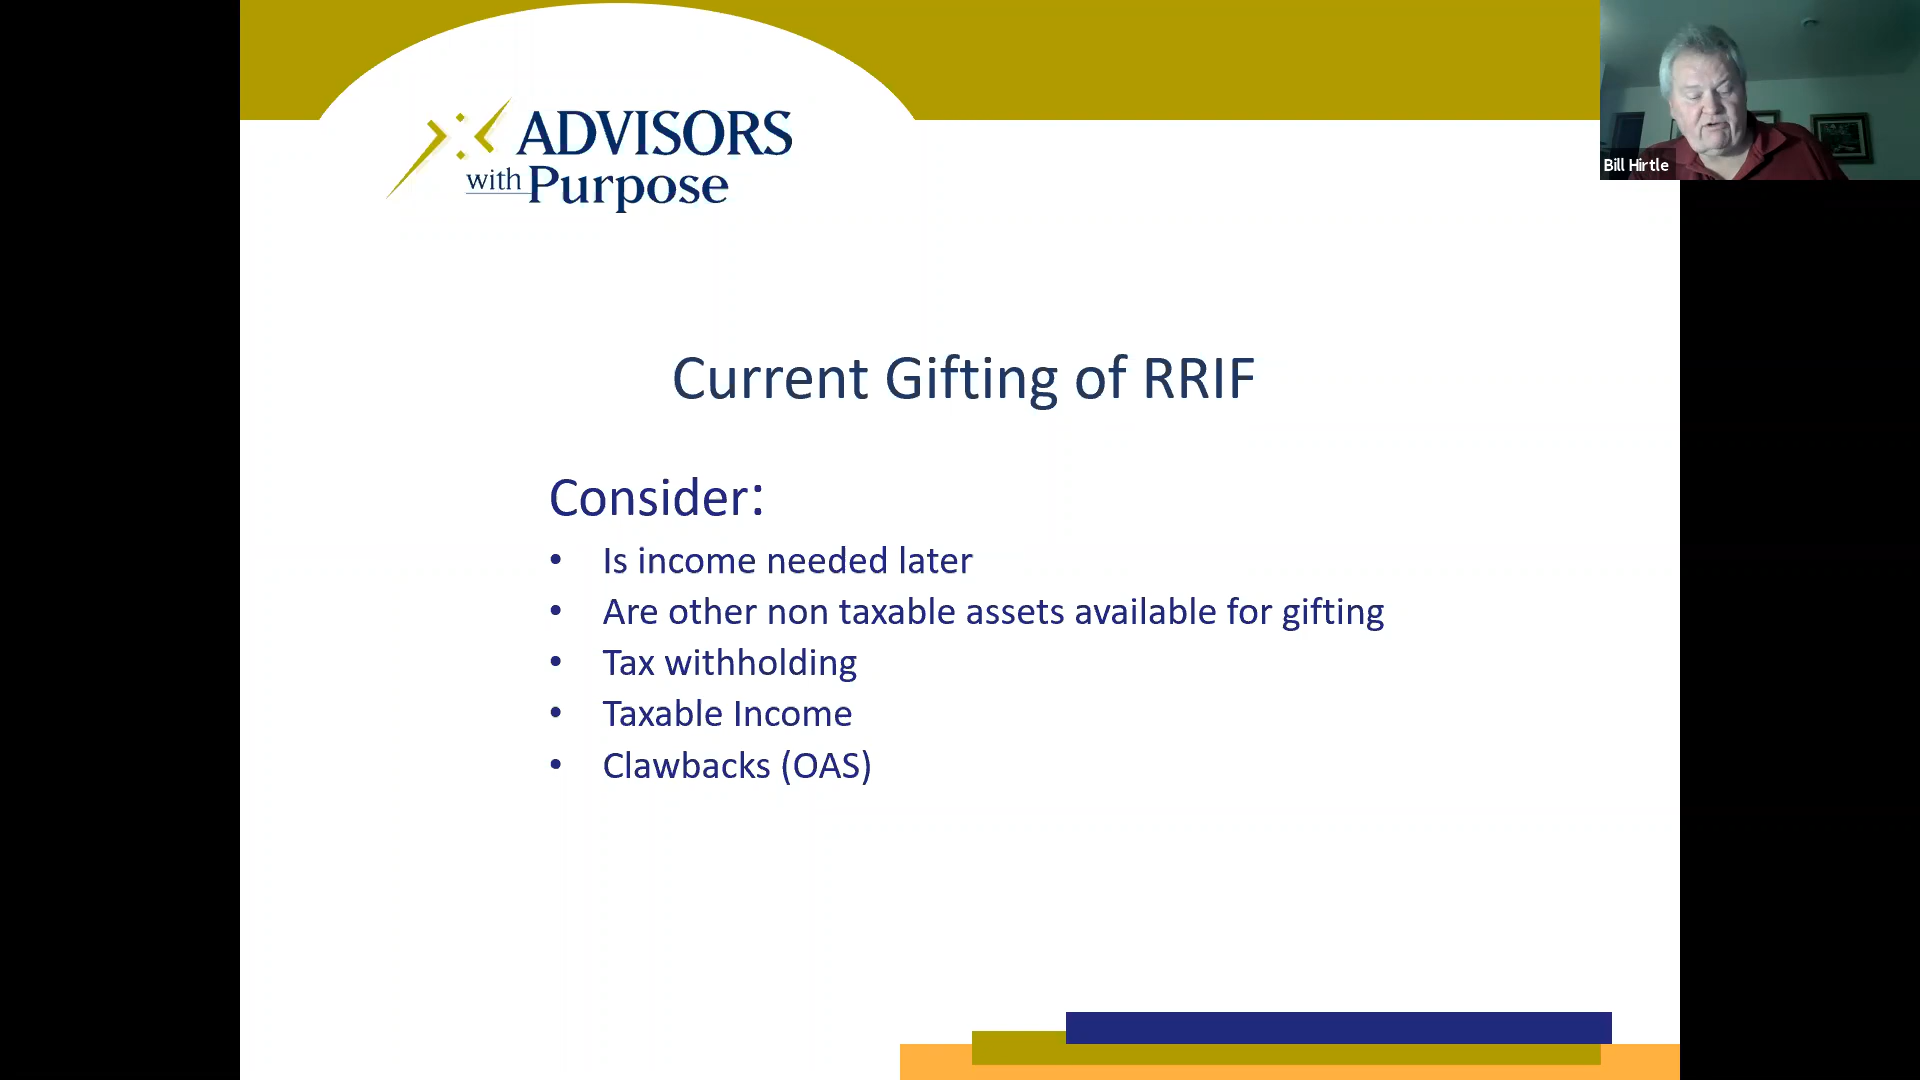 ADVISORS
with Purpose
Bill Hirtle
Current Gifting of RRIF
Consider:
• Is income needed later
• Are other non taxable assets available for gifting
• Tax withholding
• Taxable Income
• Clawbacks (OAS)